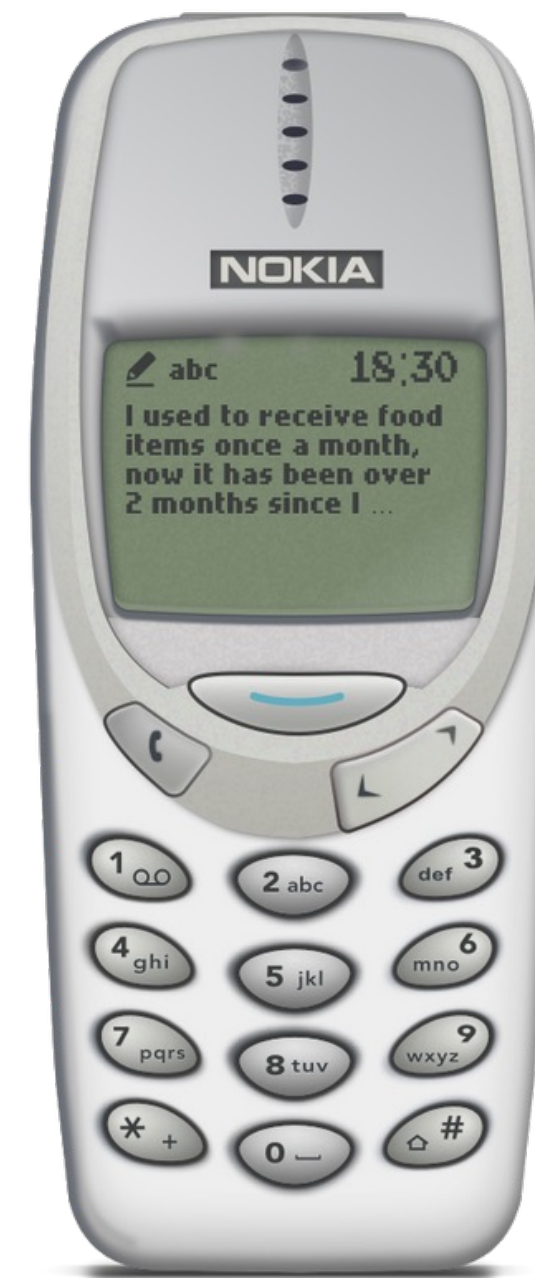 NOKIA
abc 18:30
I used to receive food
items once a month,
now it has been over
2 months since I ...
1
2 abc
def 3
4 ghi
5 jkl
mno 6
7 pqrs
8 tuv
wxyz 9
* +
0
#